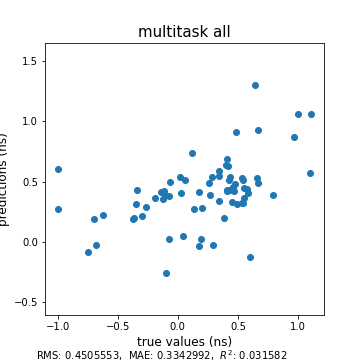 multitask all
1.5
1.0
0.5
0.0
−0.5
predictions (ns)
−1.0 −0.5 0.0 0.5 1.0
true values (ns)
RMS: 0.4505553, MAE: 0.3342992, R²: 0.031582